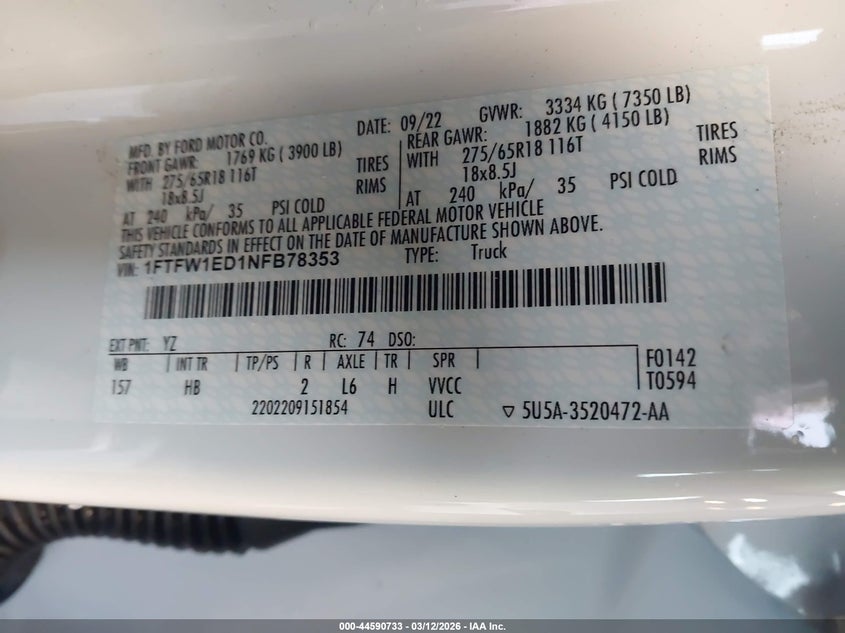 MFD. BY FORD MOTOR CO.
DATE: 09/22 GVWR: 3334 KG ( 7350 LB)
FRONT GAWR: 1769 KG ( 3900 LB) REAR GAWR: 1882 KG ( 4150 LB)
WITH 275/65R18 116T TIRES WITH 275/65R18 116T TIRES
18x8.5J RIMS 18x8.5J RIMS
AT 240 kPa/ 35 PSI COLD AT 240 kPa/ 35 PSI COLD
THIS VEHICLE CONFORMS TO ALL APPLICABLE FEDERAL MOTOR VEHICLE
SAFETY STANDARDS IN EFFECT ON THE DATE OF MANUFACTURE SHOWN ABOVE.
VIN: 1FTFW1ED1NFB78353 TYPE: Truck
EXT PNT: YZ RC: 74 DSO:
WB INT TR TP/PS R AXLE TR SPR F0142
157 HB 2 L6 H VVCC T0594
2202209151854 ULC ▽ 5U5A-3520472-AA
000-44590733 - 03/12/2026 - IAA Inc.